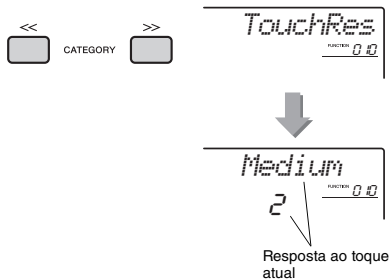 << >>
CATEGORY
TouchRes
FUNCTION 010
Medium
FUNCTION 010
2
Resposta ao toque
atual